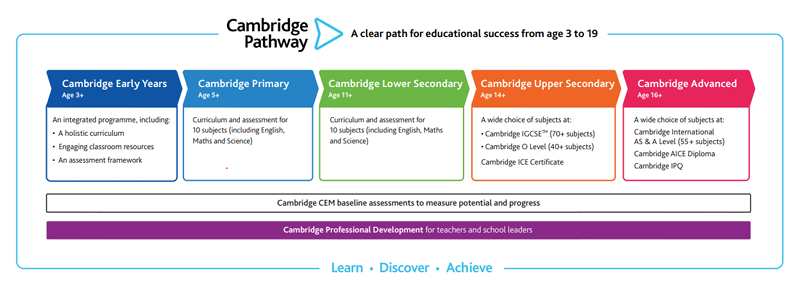 Cambridge
Pathway
A clear path for educational success from age 3 to 19
Cambridge Early Years
Age 3+
An integrated programme, including:
• A holistic curriculum
• Engaging classroom resources
• An assessment framework
Cambridge Primary
Age 5+
Curriculum and assessment for
10 subjects (including English,
Maths and Science)
Cambridge Lower Secondary
Age 11+
Curriculum and assessment for
10 subjects (including English, Maths
and Science)
Cambridge Upper Secondary
Age 14+
A wide choice of subjects at:
• Cambridge IGCSE™ (70+ subjects)
• Cambridge O Level (40+ subjects)
Cambridge ICE Certificate
Cambridge Advanced
Age 16+
A wide choice of subjects at:
Cambridge International
AS & A Level (55+ subjects)
Cambridge AICE Diploma
Cambridge IPQ
Cambridge CEM baseline assessments to measure potential and progress
Cambridge Professional Development for teachers and school leaders
Learn • Discover • Achieve